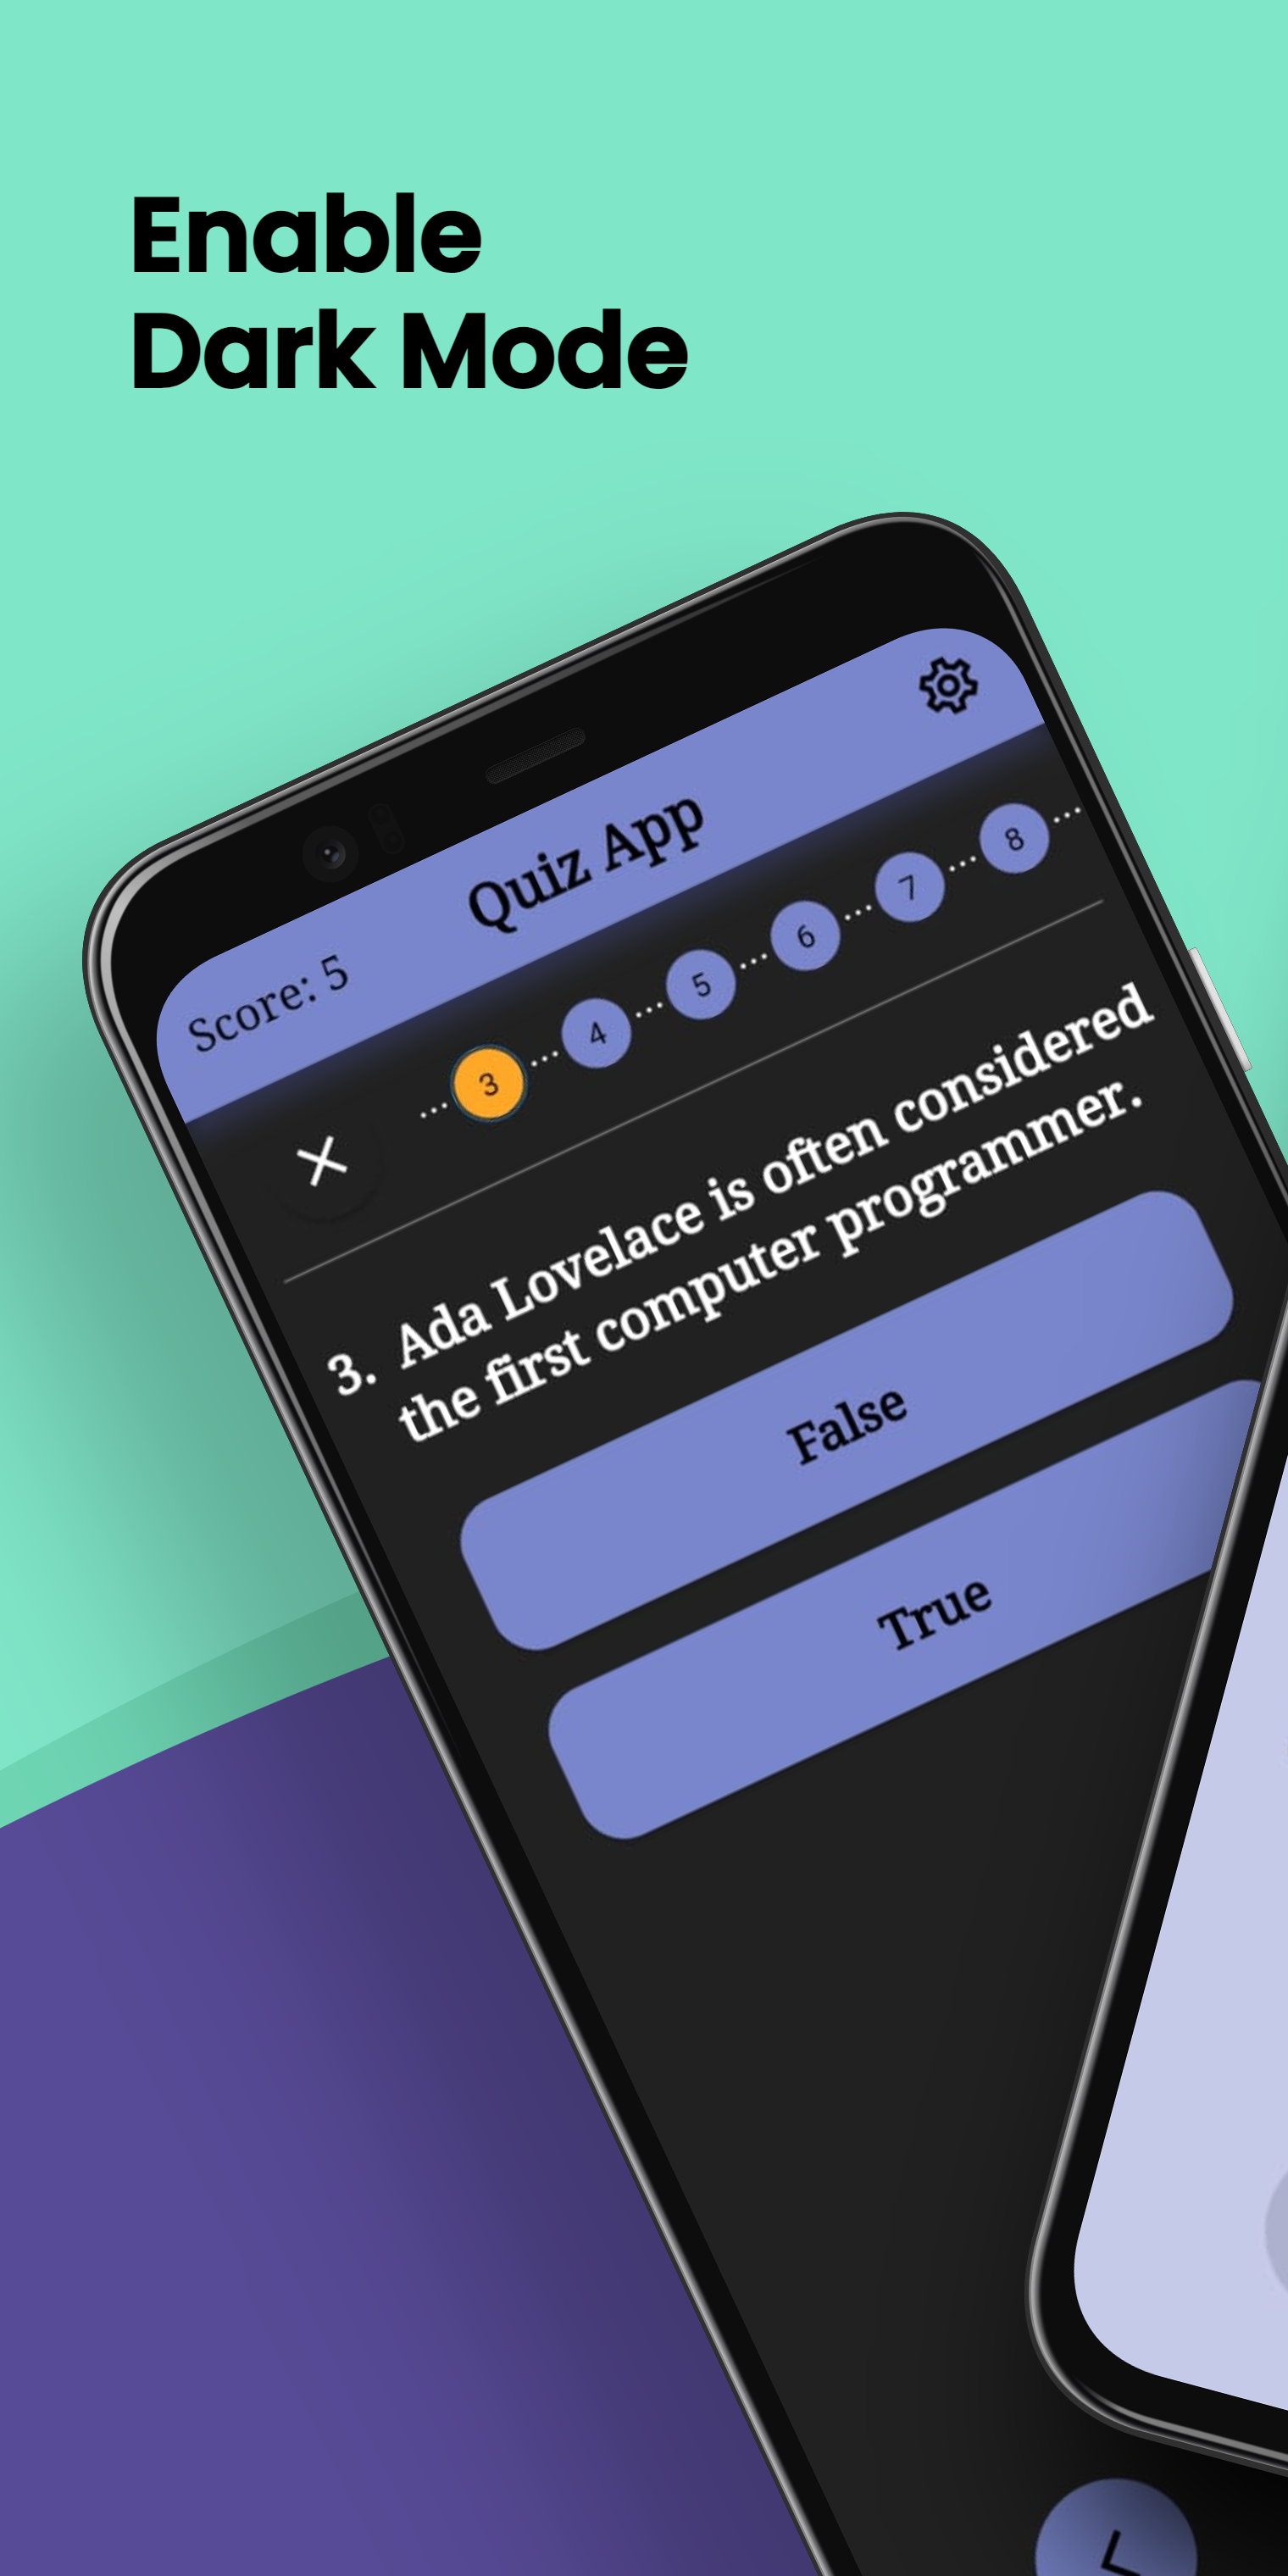 Enable
Dark Mode
Quiz App
Score: 5
3 4 5 6 7 8
3. Ada Lovelace is often considered
the first computer programmer.
False
True